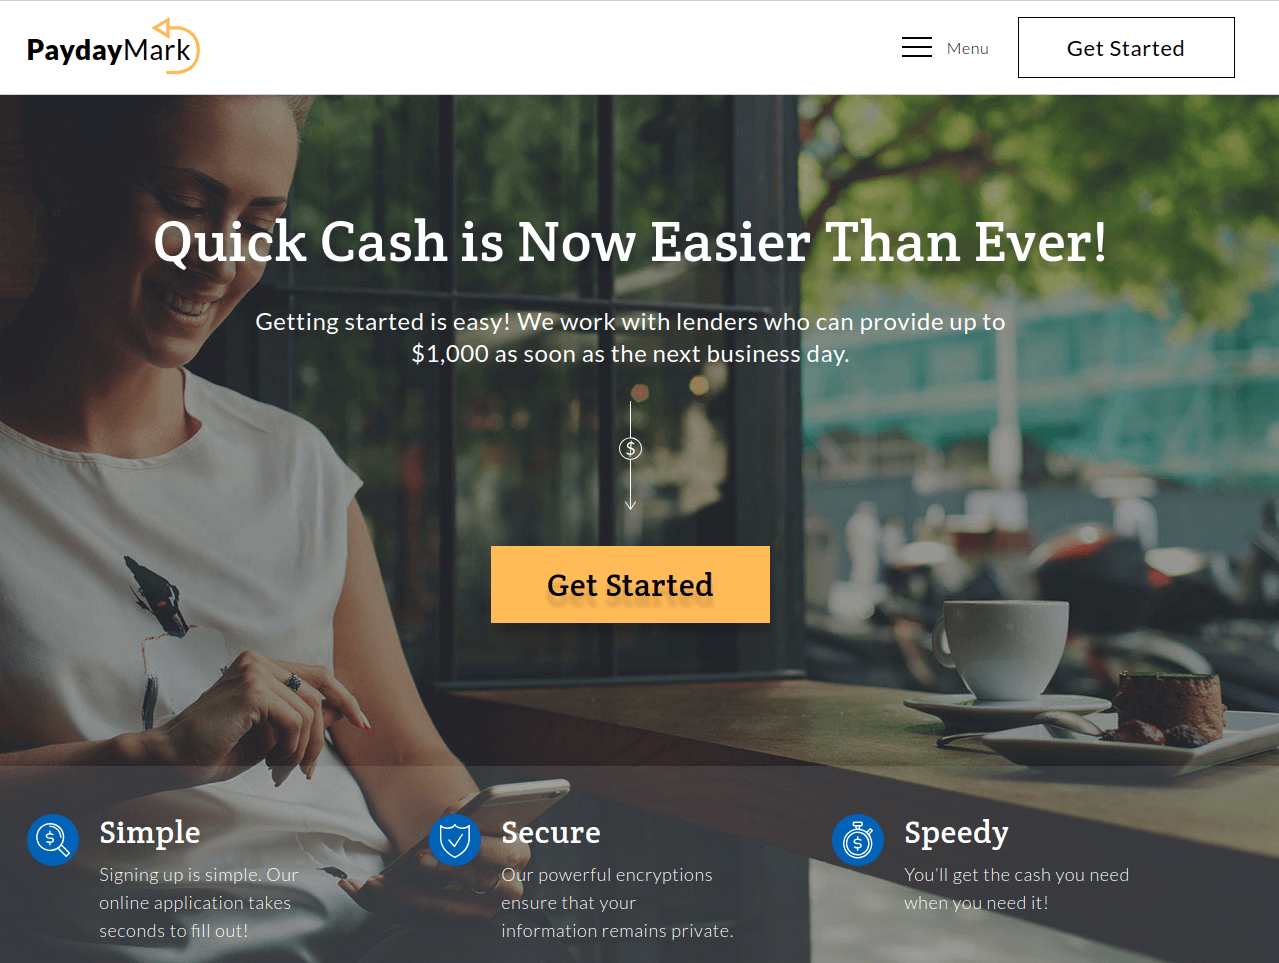 PaydayMark
Menu
Get Started
Quick Cash is Now Easier Than Ever!
Getting started is easy! We work with lenders who can provide up to
$1,000 as soon as the next business day.
$
Get Started
$
Simple
Signing up is simple. Our
online application takes
seconds to fill out!
Secure
Our powerful encryptions
ensure that your
information remains private.
$
Speedy
You'll get the cash you need
when you need it!